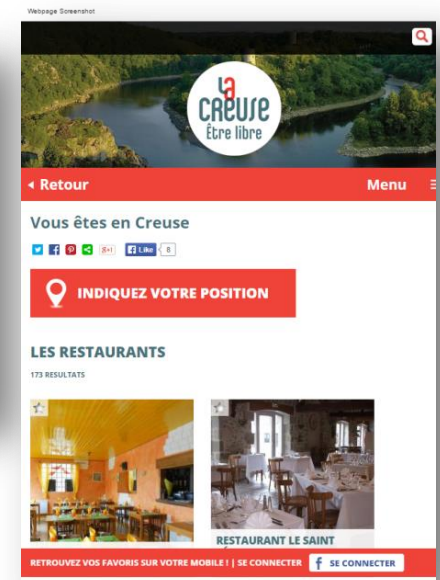 Webpage Screenshot
La
CREUSE
Être libre
Retour
Menu
Vous êtes en Creuse
g+1
Like
8
INDIQUEZ VOTRE POSITION
LES RESTAURANTS
173 RESULTATS
RESTAURANT LE SAINT
RETROUVEZ VOS FAVORIS SUR VOTRE MOBILE ! | SE CONNECTER
f SE CONNECTER